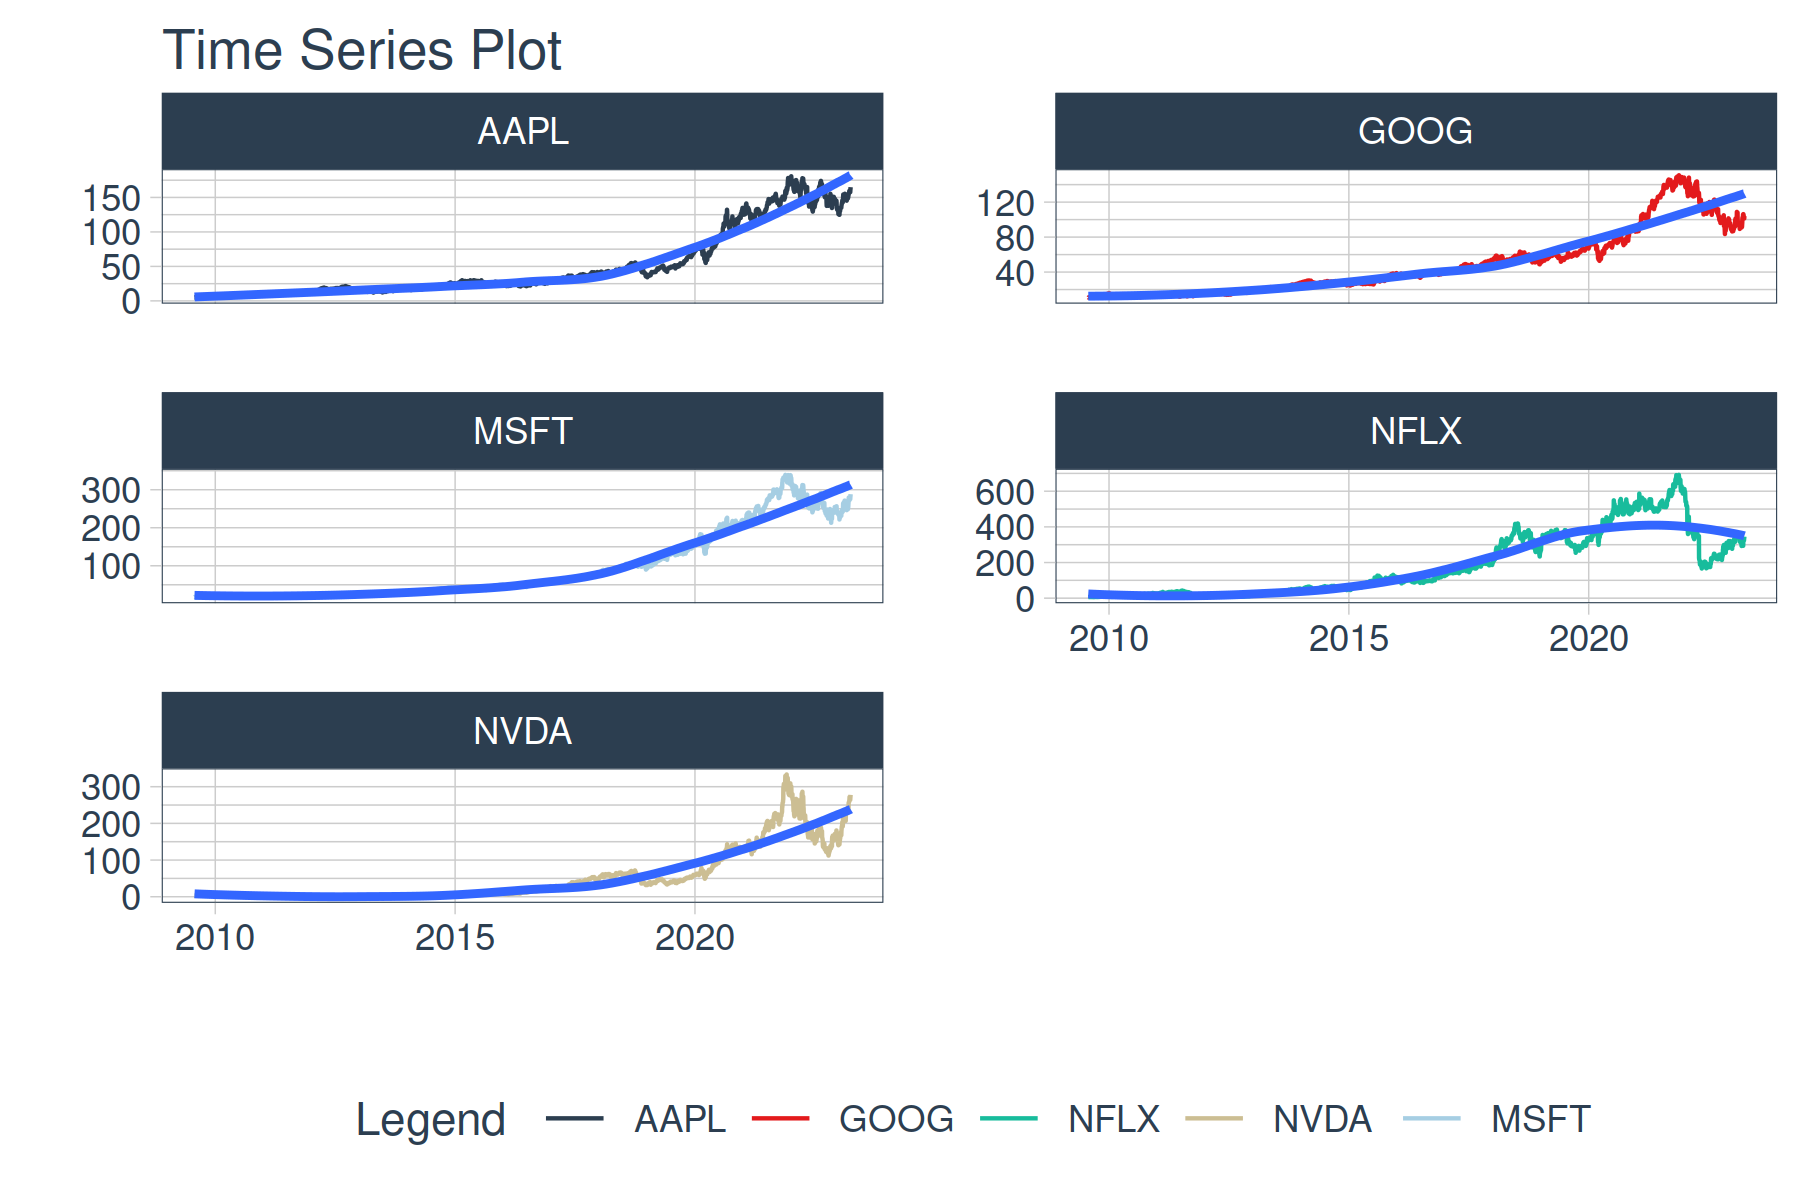 Time Series Plot
AAPL
150
100
50
0
GOOG
120
80
40
MSFT
300
200
100
NFLX
600
400
200
0
2010 2015 2020
NVDA
300
200
100
0
2010 2015 2020
Legend AAPL GOOG NFLX NVDA MSFT